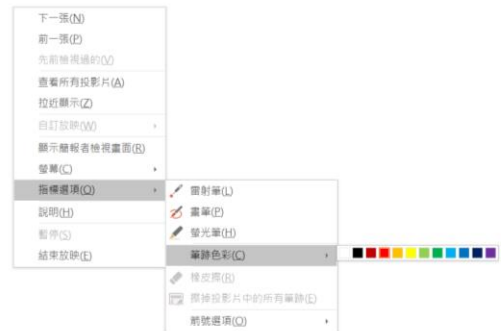 下一張(N)
前一張(P)
先前檢視過的(V)
查看所有投影片(A)
拉近顯示(Z)
自訂放映(W)
顯示簡報者檢視畫面(R)
螢幕(C)
指標選項(O)
說明(H)
暫停(S)
結束放映(E)
雷射筆(L)
畫筆(P)
螢光筆(H)
筆跡色彩(C)
橡皮擦(R)
擦掉投影片中的所有筆跡(E)
箭號選項(O)